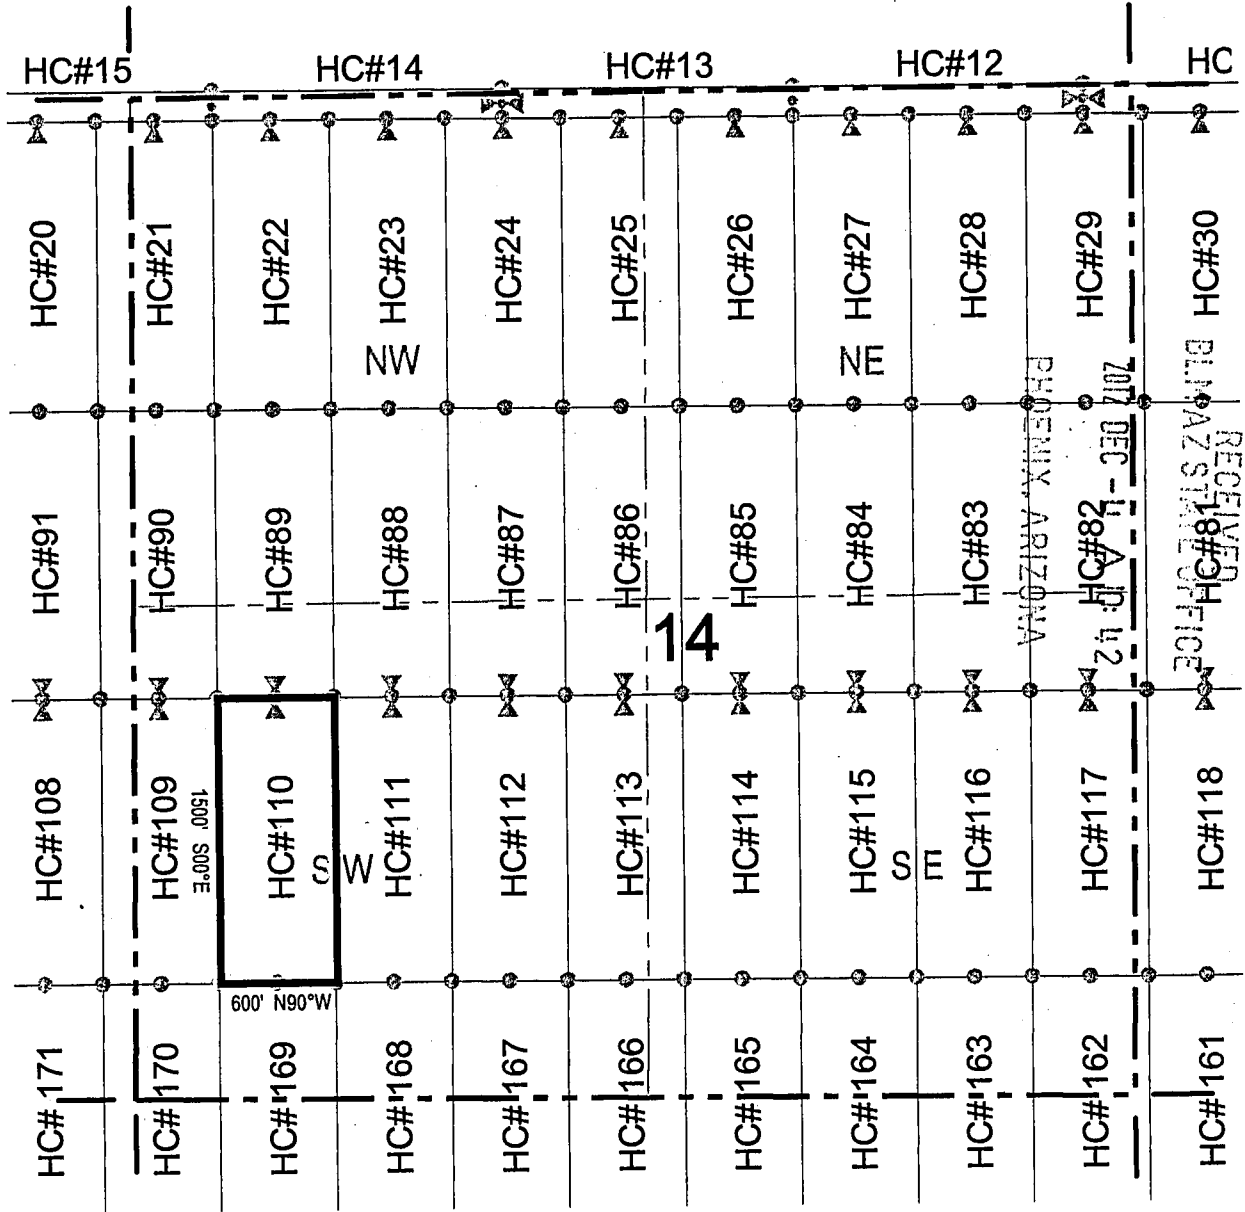 HC#15 HC#14 HC#13 HC#12 HC
HC#20 HC#21 HC#22 HC#23 HC#24 HC#25 HC#26 HC#27 HC#28 HC#29 HC#30
NW NE
RECEIVED
BLM AZ STATE OFFICE
2012 DEC -4 A 10:42
PHOENIX, ARIZONA
HC#91 HC#90 HC#89 HC#88 HC#87 HC#86 HC#85 HC#84 HC#83 HC#82 HC#81
14
HC#108 HC#109 HC#110 HC#111 HC#112 HC#113 HC#114 HC#115 HC#116 HC#117 HC#118
1500' S00°E
SW SE
600' N90°W
HC#171 HC#170 HC#169 HC#168 HC#167 HC#166 HC#165 HC#164 HC#163 HC#162 HC#161